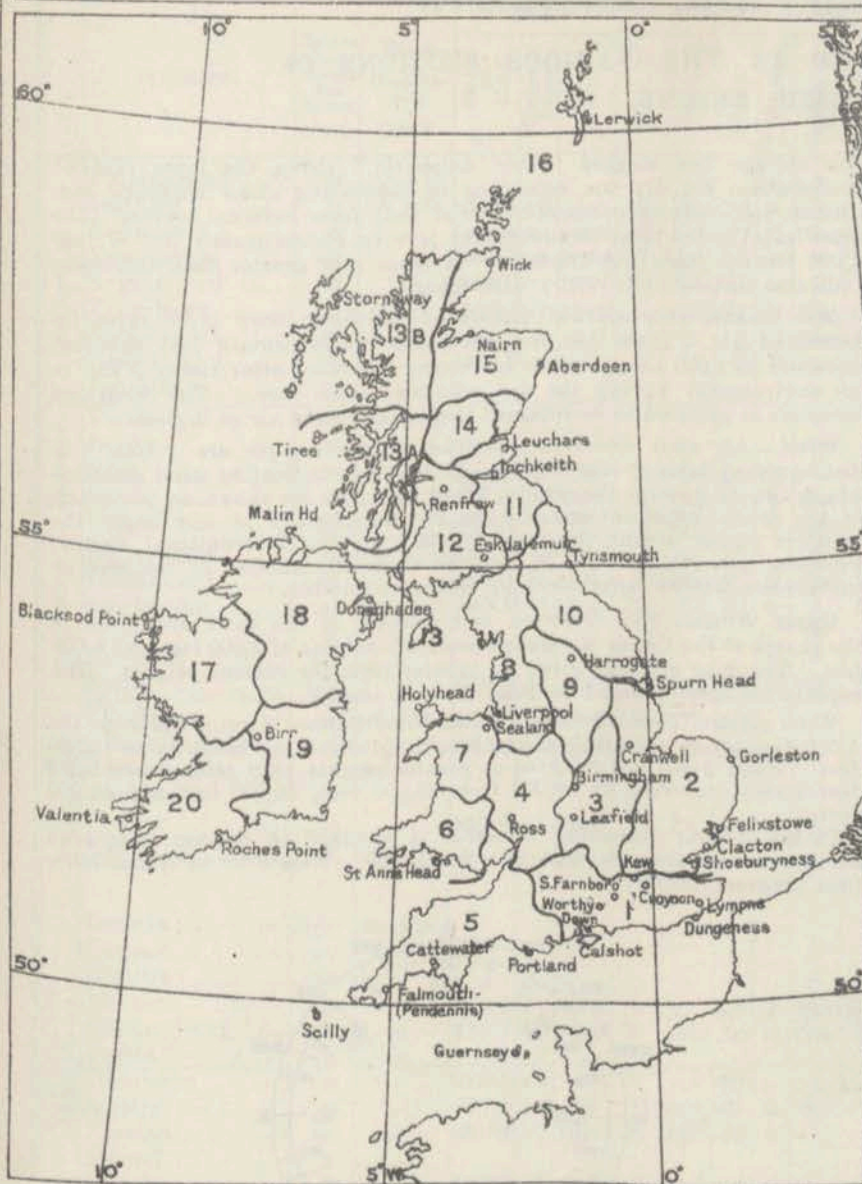 10°
5°
0°
60°
Lerwick
16
Wick
Stornoway
13B
Nairn
15
Aberdeen
14
Tiree
13A
Leuchars
Inchkeith
Renfrew
11
Malin Hd
55°
12
Eskdalemuir
Tynemouth
55
18
Donaghadee
Blacksod Point
13
10
Harrogate
17
8
9
Spurn Head
Holyhead
Liverpool
Sealand
Birr
19
Cranwell
Gorleston
7
Birmingham
2
20
4
3
Valentia
Ross
Leafield
Felixstowe
6
Clacton
Roches Point
Kew
Shoeburyness
St Anns Head
S. Farnboro
Croydon
Lympne
Worthy Down
1
Dungeness
5
Calshot
Cattewater
Portland
50°
50
Falmouth
(Pendennis)
Scilly
Guernsey
10°
5°W
0°